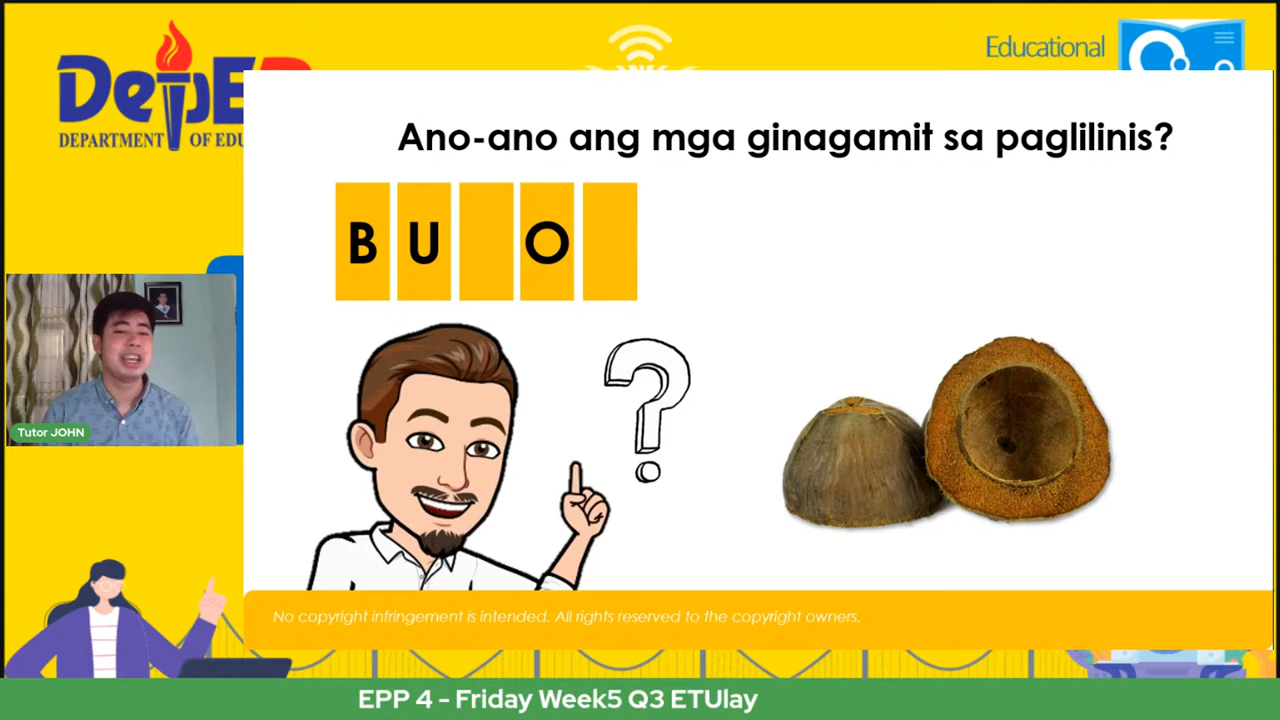 DepED
DEPARTMENT OF EDU
Educational
Ano-ano ang mga ginagamit sa paglilinis?
B U O
Tutor JOHN
No copyright infringement is intended. All rights reserved to the copyright owners.
EPP 4 - Friday Week5 Q3 ETUlay